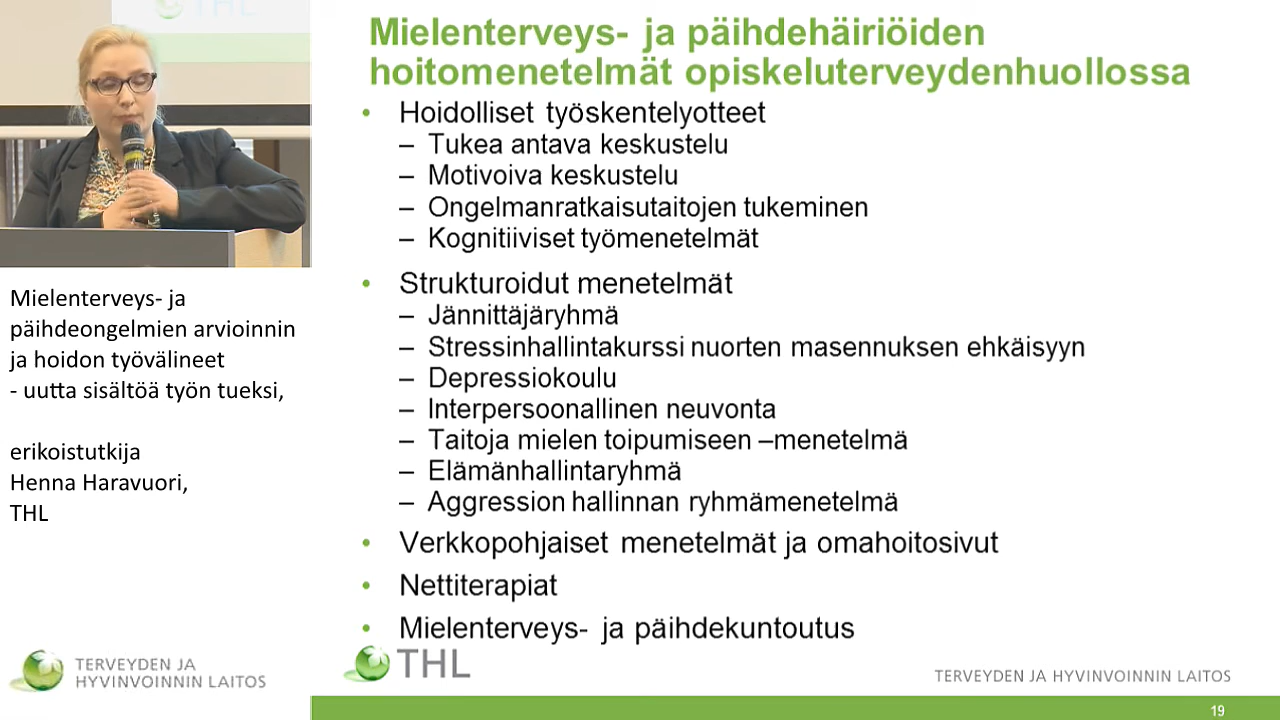 THL
Mielenterveys- ja
päihdeongelmien arvioinnin
ja hoidon työvälineet
- uutta sisältöä työn tueksi,
erikoistutkija
Henna Haravuori,
THL
TERVEYDEN JA
HYVINVOINNIN LAITOS
Mielenterveys- ja päihdehäiriöiden
hoitomenetelmät opiskeluterveydenhuollossa
• Hoidolliset työskentelyotteet
– Tukea antava keskustelu
– Motivoiva keskustelu
– Ongelmanratkaisutaitojen tukeminen
– Kognitiiviset työmenetelmät
• Strukturoidut menetelmät
– Jännittäjäryhmä
– Stressinhallintakurssi nuorten masennuksen ehkäisyyn
– Depressiokoulu
– Interpersoonallinen neuvonta
– Taitoja mielen toipumiseen –menetelmä
– Elämänhallintaryhmä
– Aggression hallinnan ryhmämenetelmä
• Verkkopohjaiset menetelmät ja omahoitosivut
• Nettiterapiat
• Mielenterveys- ja päihdekuntoutus
THL
TERVEYDEN JA HYVINVOINNIN LAITOS
19